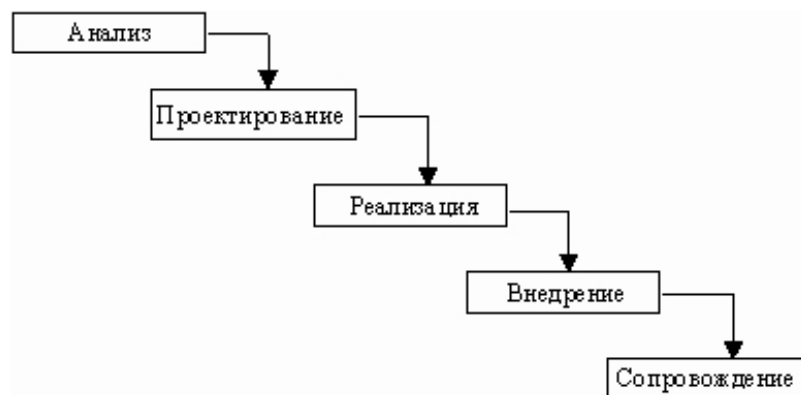 Анализ
Проектирование
Реализация
Внедрение
Сопровождение